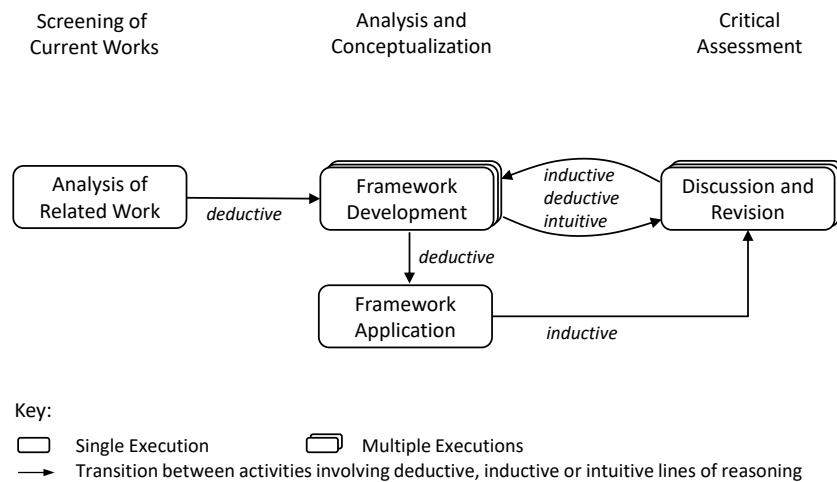 Screening of
Current Works
Analysis and
Conceptualization
Critical
Assessment
Analysis of
Related Work
deductive
Framework
Development
inductive
deductive
intuitive
Discussion and
Revision
deductive
Framework
Application
inductive
Key:
Single Execution
Multiple Executions
Transition between activities involving deductive, inductive or intuitive lines of reasoning